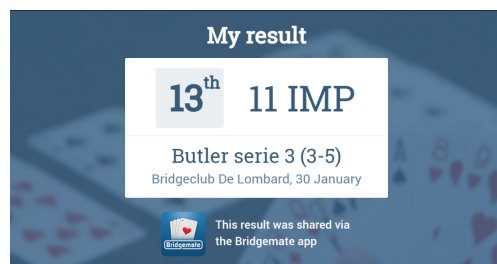 My result
13th 11 IMP
Butler serie 3 (3-5)
Bridgeclub De Lombard, 30 January
Bridgemate
This result was shared via
the Bridgemate app